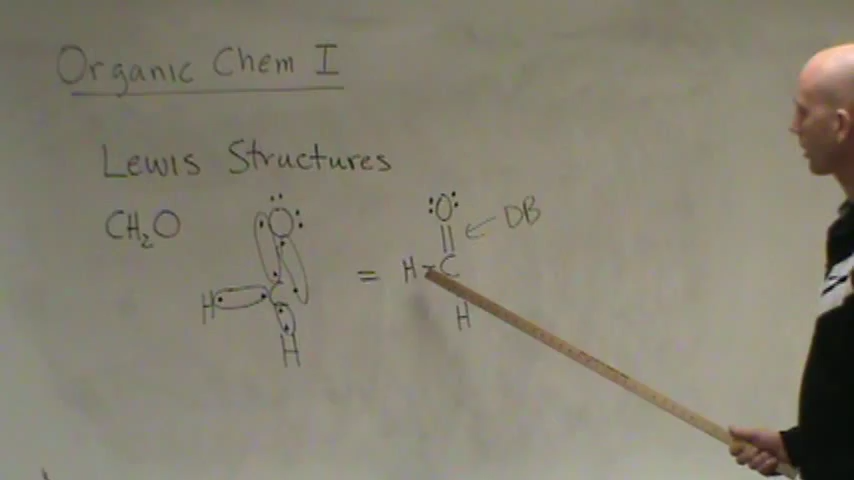 Organic Chem I
Lewis Structures
CH₂O
:Ö: = :O:
DB
C || 
H C H – C
H H